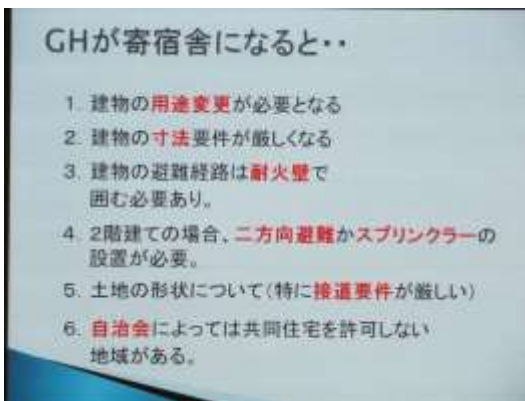 GHが寄宿舎になると・・
1. 建物の用途変更が必要となる
2. 建物の寸法要件が厳しくなる
3. 建物の避難経路は耐火壁で
囲む必要あり。
4. 2階建ての場合、二方向避難かスプリンクラーの
設置が必要。
5. 土地の形状について(特に接道要件が厳しい)
6. 自治会によっては共同住宅を許可しない
地域がある。